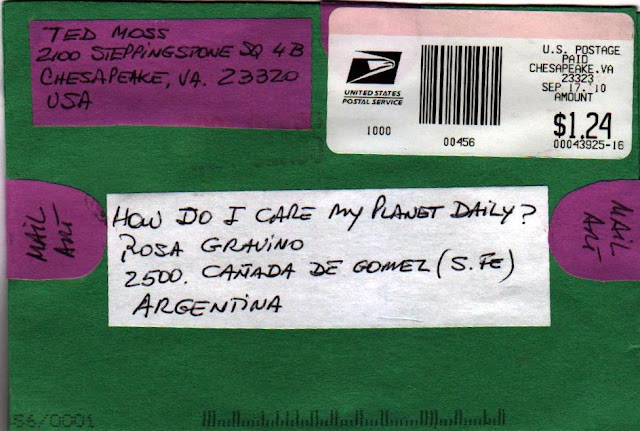 TED MOSS
2100 STEPPINGSTONE SQ 4B
CHESAPEAKE, VA. 23320
USA
UNITED STATES
POSTAL SERVICE
1000
00456
U.S. POSTAGE
PAID
CHESAPEAKE.VA
23323
SEP 17.'10
AMOUNT
$1.24
00043925-16
MAIL
ART
HOW DO I CARE MY PLANET DAILY?
ROSA GRAVINO
2500. CAÑADA DE GOMEZ (S. FE)
ARGENTINA
MAIL
ART
S6/0001